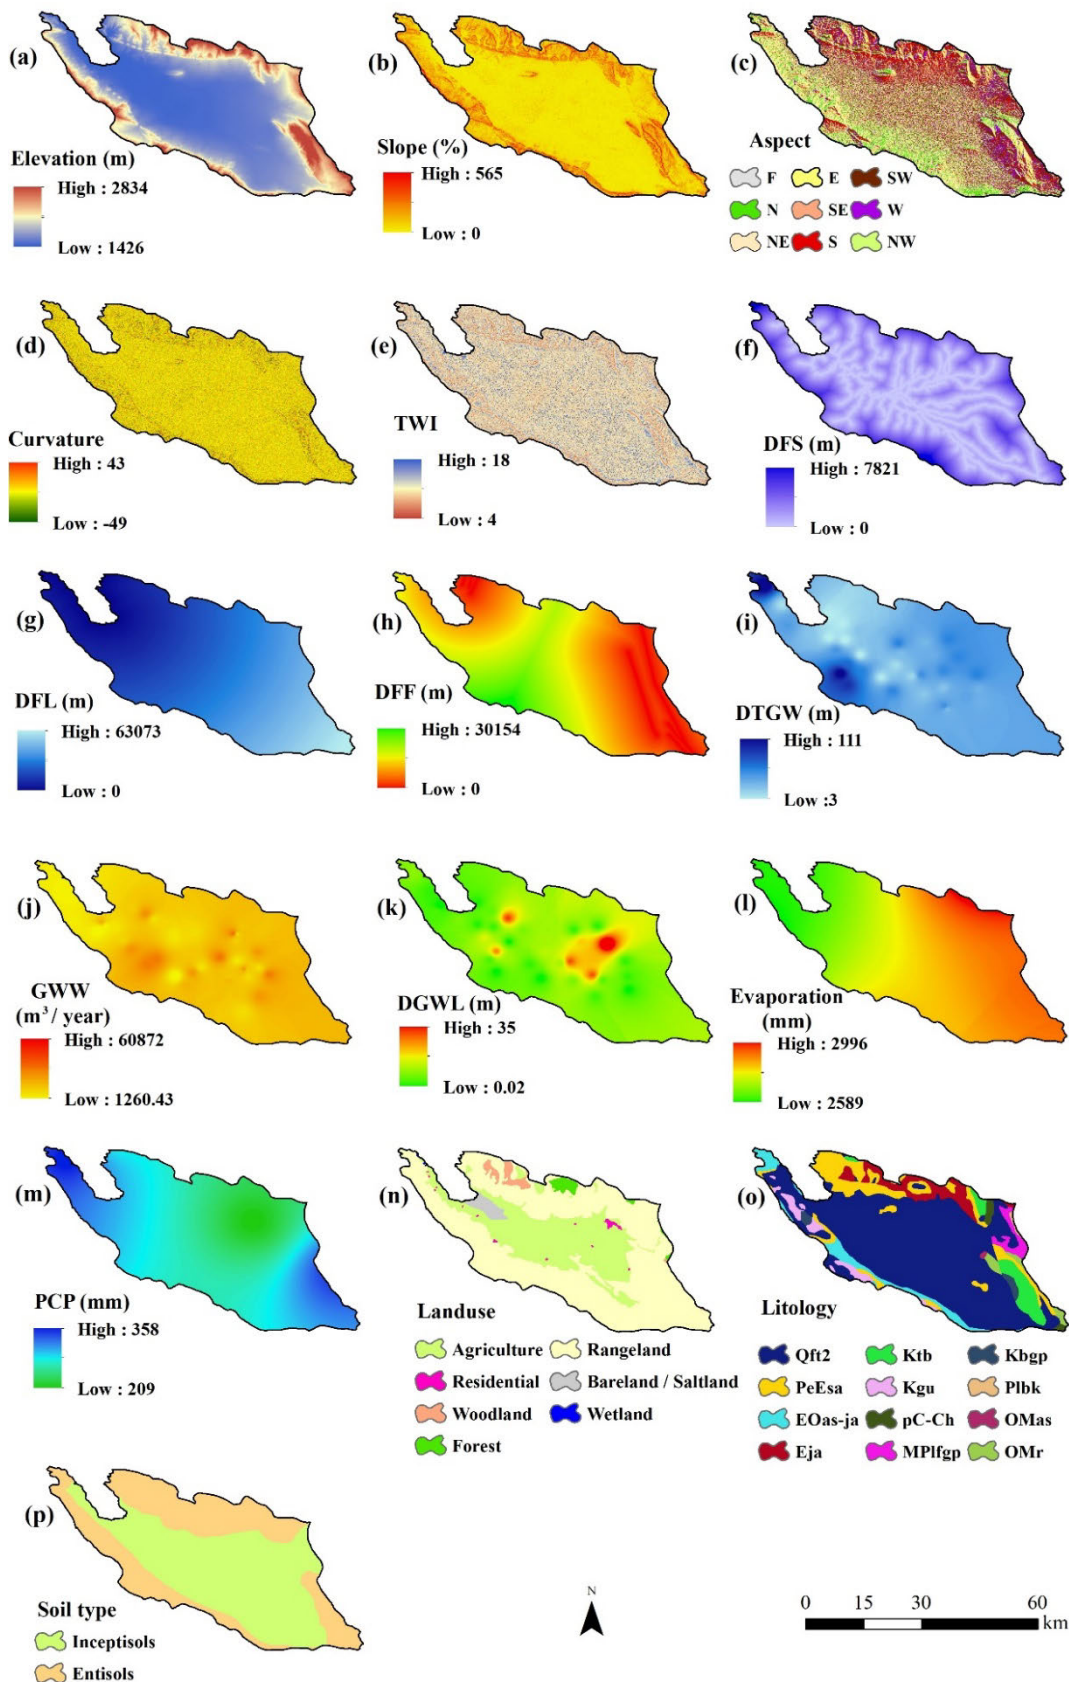 (a)
Elevation (m)
High : 2834
Low : 1426
(b)
Slope (%)
High : 565
Low : 0
(c)
Aspect
F E SW
N SE W
NE S NW
(d)
Curvature
High : 43
Low : -49
(e)
TWI
High : 18
Low : 4
(f)
DFS (m)
High : 7821
Low : 0
(g)
DFL (m)
High : 63073
Low : 0
(h)
DFF (m)
High : 30154
Low : 0
(i)
DTGW (m)
High : 111
Low :3
(j)
GWW
(m³ / year)
High : 60872
Low : 1260.43
(k)
DGWL (m)
High : 35
Low : 0.02
(l)
Evaporation
(mm)
High : 2996
Low : 2589
(m)
PCP (mm)
High : 358
Low : 209
(n)
Landuse
Agriculture Rangeland
Residential Bareland / Saltland
Woodland Wetland
Forest
(o)
Litology
Qft2 Ktb Kbgp
PeEsa Kgu Plbk
EOas-ja pC-Ch OMas
Eja MPlfgp OMr
(p)
Soil type
Inceptisols
Entisols
N
0 15 30 60
km